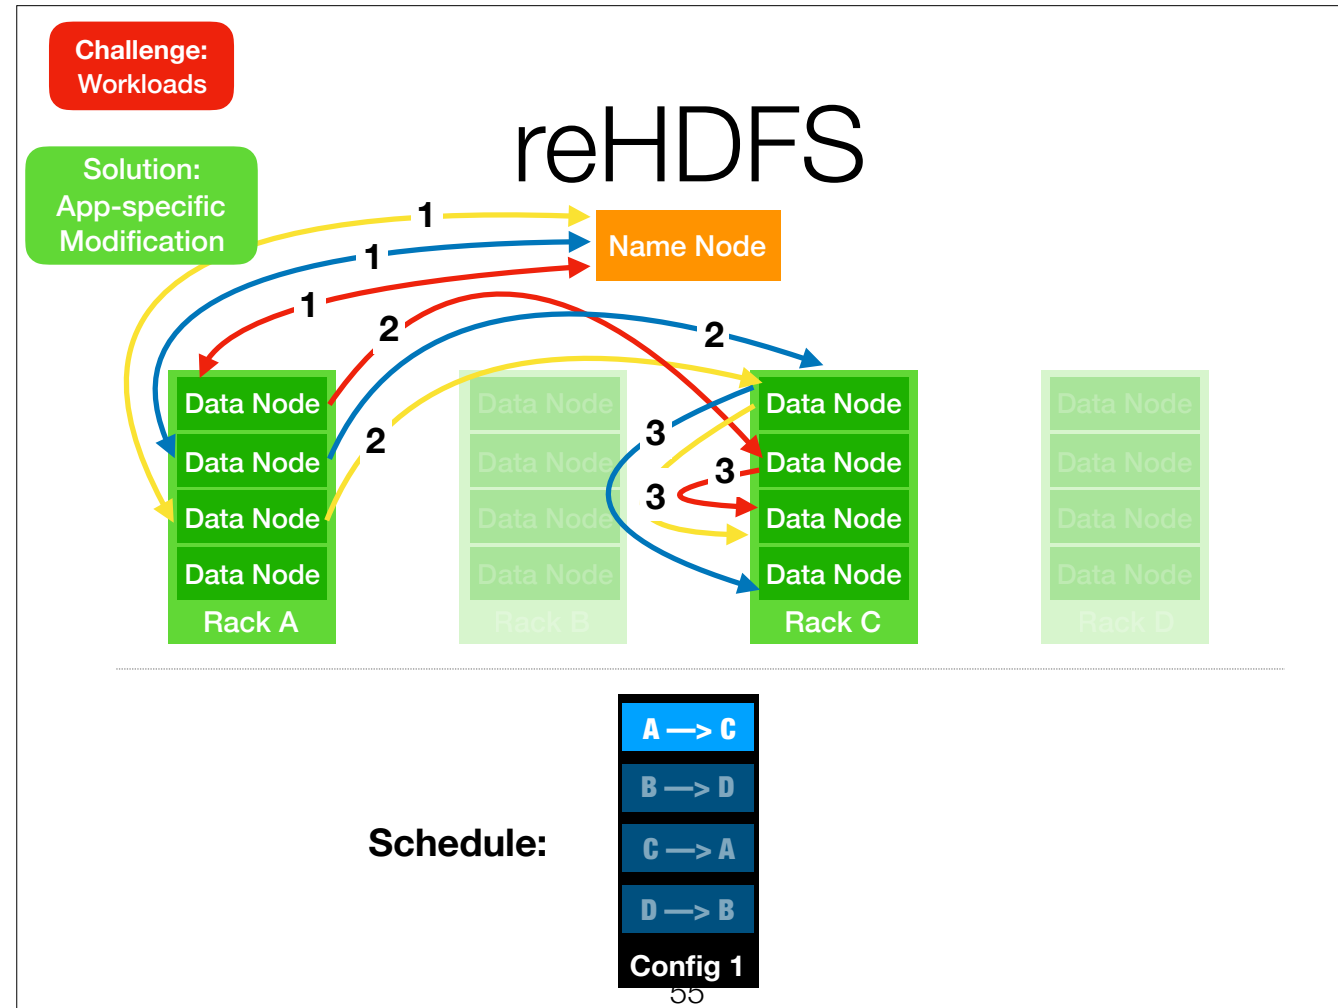 Challenge:
Workloads
reHDFS
Solution:
App-specific
Modification
1
1
1
Name Node
2
2
2
3
3
3
Data Node
Data Node
Data Node
Data Node
Rack A
Data Node
Data Node
Data Node
Data Node
Rack B
Data Node
Data Node
Data Node
Data Node
Rack C
Data Node
Data Node
Data Node
Data Node
Rack D
Schedule:
A —> C
B —> D
C —> A
D —> B
Config 1
55